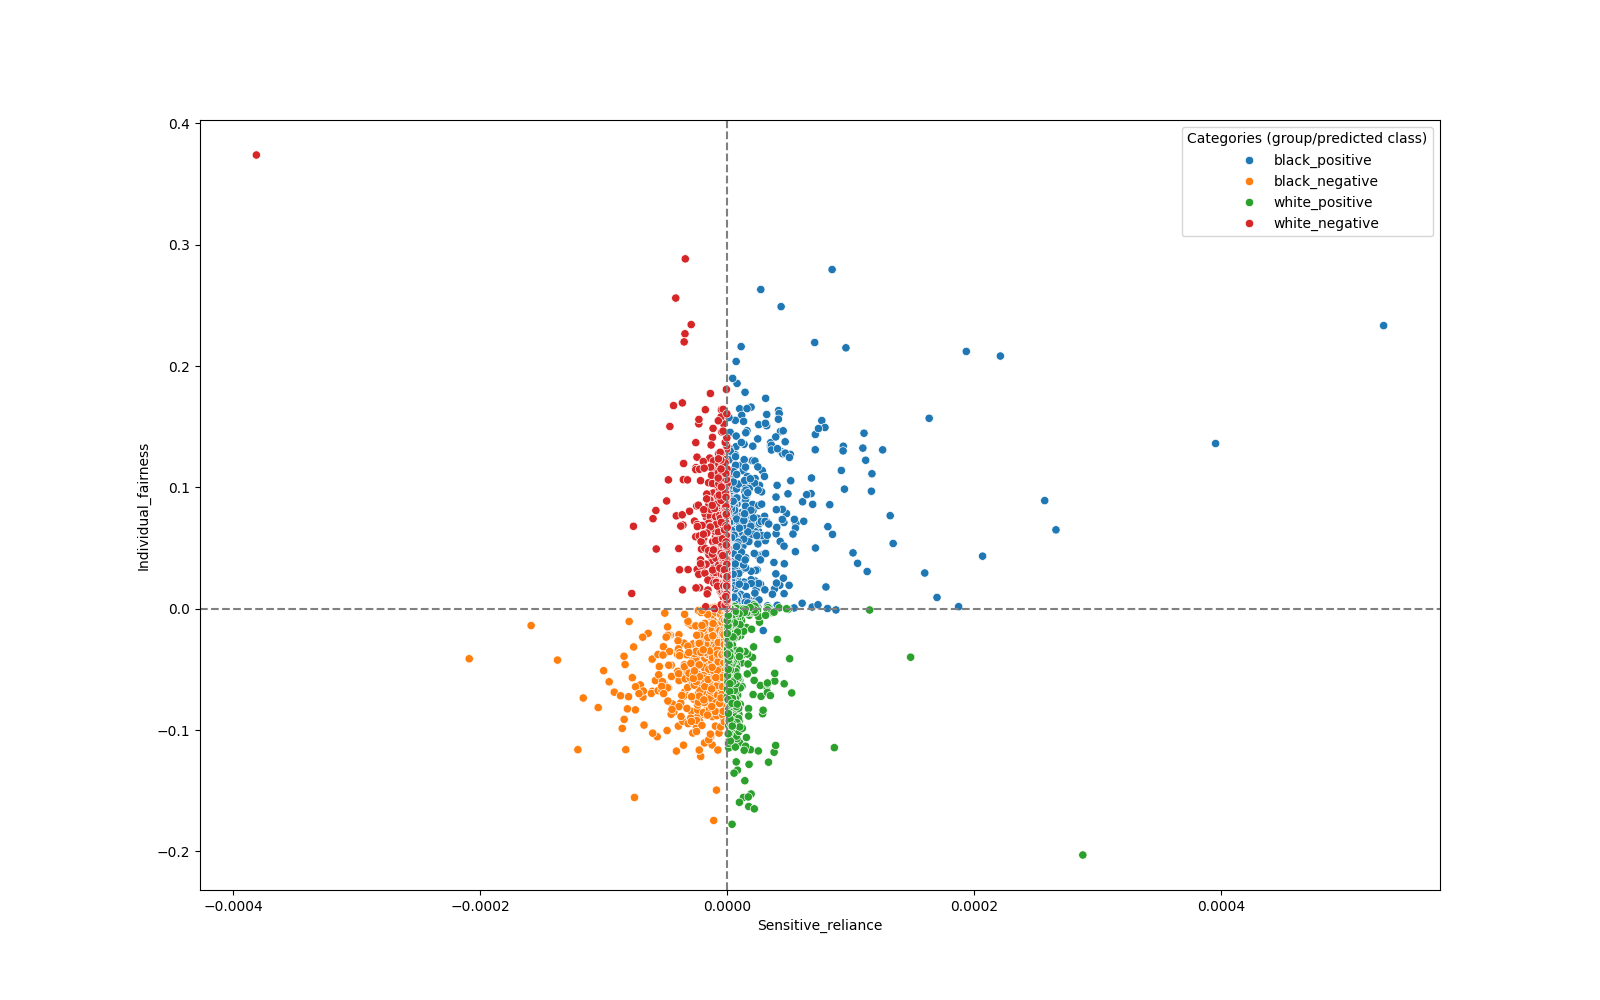 Categories (group/predicted class)
black_positive
black_negative
white_positive
white_negative
Individual_fairness
0.4
0.3
0.2
0.1
0.0
−0.1
−0.2
−0.0004
−0.0002
0.0000
0.0002
0.0004
Sensitive_reliance